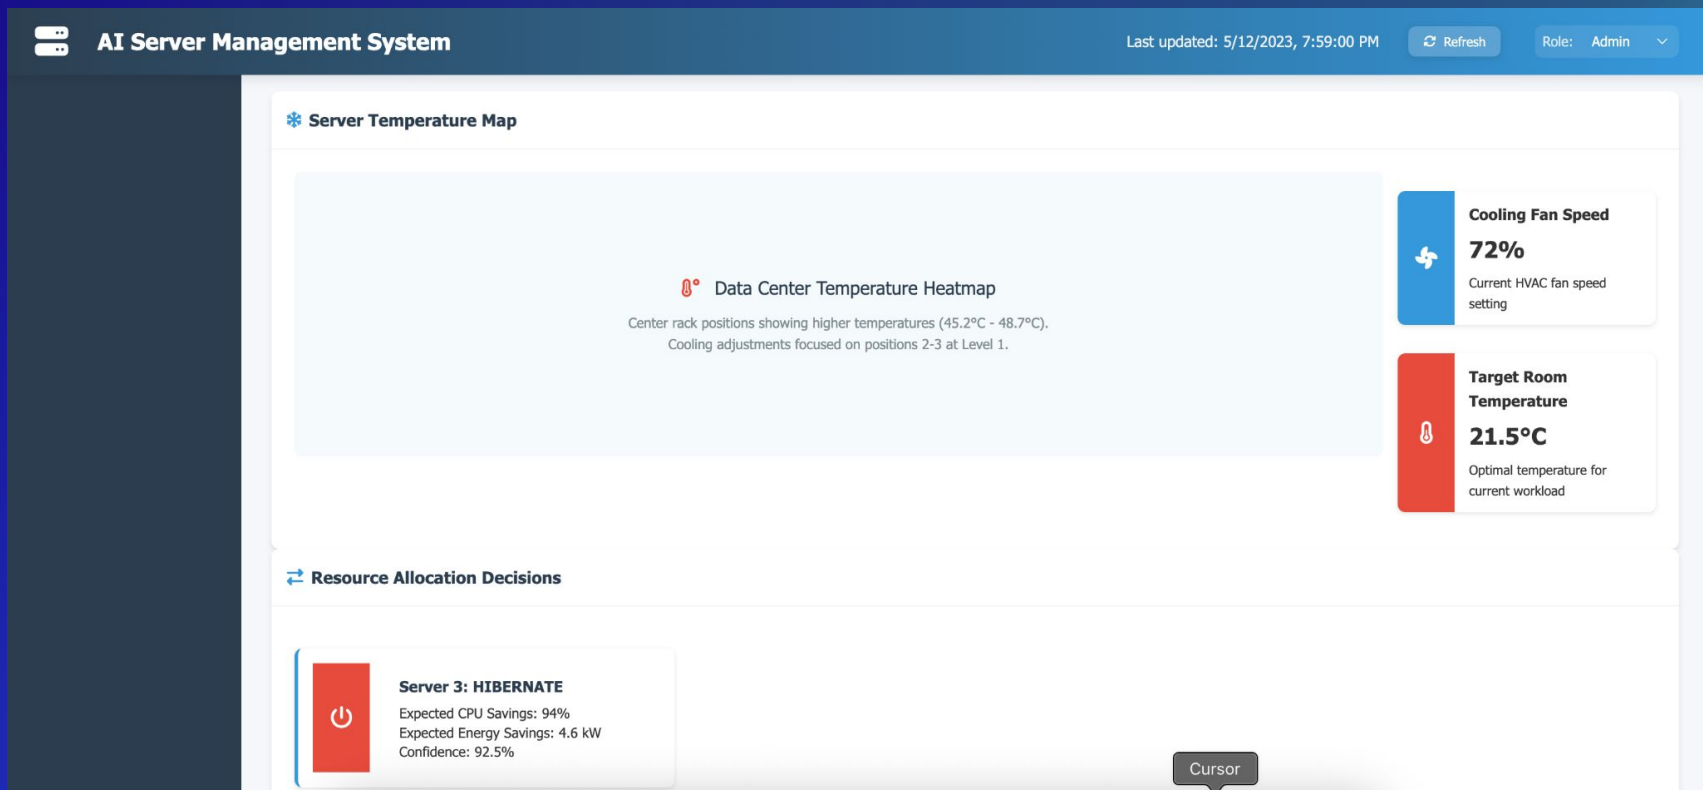 AI Server Management System
Last updated: 5/12/2023, 7:59:00 PM
Refresh
Role: Admin
Server Temperature Map
Data Center Temperature Heatmap
Center rack positions showing higher temperatures (45.2°C - 48.7°C).
Cooling adjustments focused on positions 2-3 at Level 1.
Cooling Fan Speed
72%
Current HVAC fan speed
setting
Target Room
Temperature
21.5°C
Optimal temperature for
current workload
Resource Allocation Decisions
Server 3: HIBERNATE
Expected CPU Savings: 94%
Expected Energy Savings: 4.6 kW
Confidence: 92.5%
Cursor